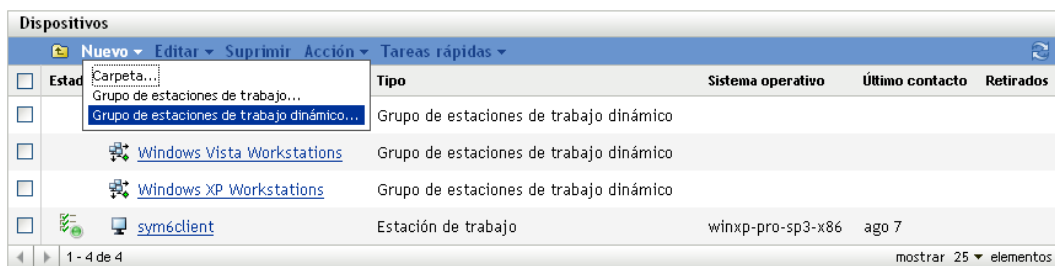 Dispositivos
Nuevo Editar Suprimir Acción Tareas rápidas
Estad Tipo Sistema operativo Último contacto Retirados
Carpeta...
Grupo de estaciones de trabajo...
Grupo de estaciones de trabajo dinámico...
Grupo de estaciones de trabajo dinámico
Windows Vista Workstations Grupo de estaciones de trabajo dinámico
Windows XP Workstations Grupo de estaciones de trabajo dinámico
sym6client Estación de trabajo winxp-pro-sp3-x86 ago 7
1 - 4 de 4 mostrar 25 elementos